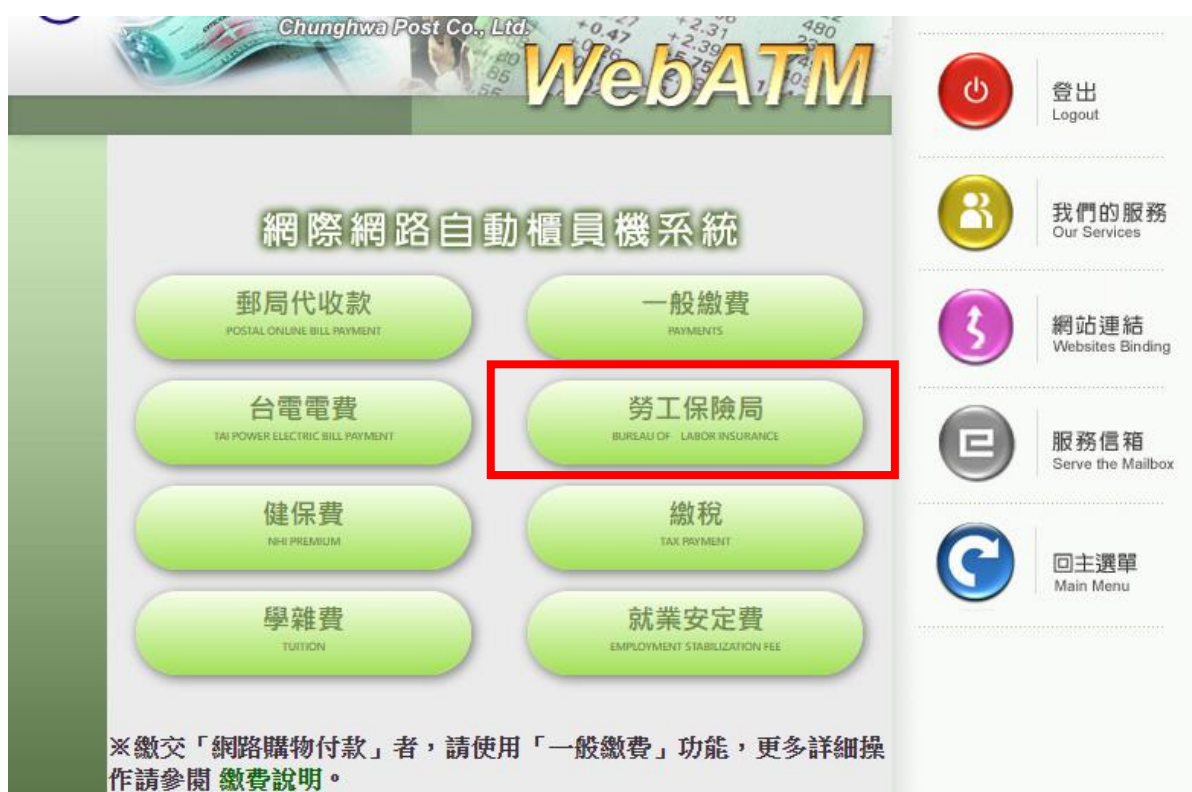 Chunghwa Post Co., Ltd.
WebATM
網際網路自動櫃員機系統
郵局代收款
POSTAL ONLINE BILL PAYMENT
一般繳費
PAYMENTS
台電電費
TAI POWER ELECTRIC BILL PAYMENT
勞工保險局
BUREAU OF LABOR INSURANCE
健保費
NHI PREMIUM
繳稅
TAX PAYMENT
學雜費
TUITION
就業安定費
EMPLOYMENT STABILIZATION FEE
※繳交「網路購物付款」者，請使用「一般繳費」功能，更多詳細操
作請參閱 繳費說明。
登出
Logout
我們的服務
Our Services
網站連結
Websites Binding
服務信箱
Serve the Mailbox
回主選單
Main Menu